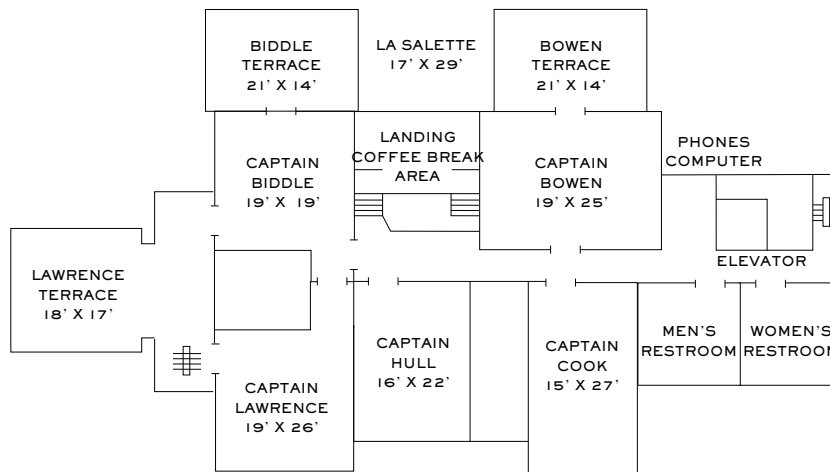 BIDDLE
TERRACE
21' X 14'
LA SALETTE
17' X 29'
BOWEN
TERRACE
21' X 14'
LANDING
COFFEE BREAK
AREA
PHONES
COMPUTER
CAPTAIN
BIDDLE
19' X 19'
CAPTAIN
BOWEN
19' X 25'
LAWRENCE
TERRACE
18' X 17'
ELEVATOR
CAPTAIN
HULL
16' X 22'
CAPTAIN
COOK
15' X 27'
MEN'S
RESTROOM
WOMEN'S
RESTROOM
CAPTAIN
LAWRENCE
19' X 26'